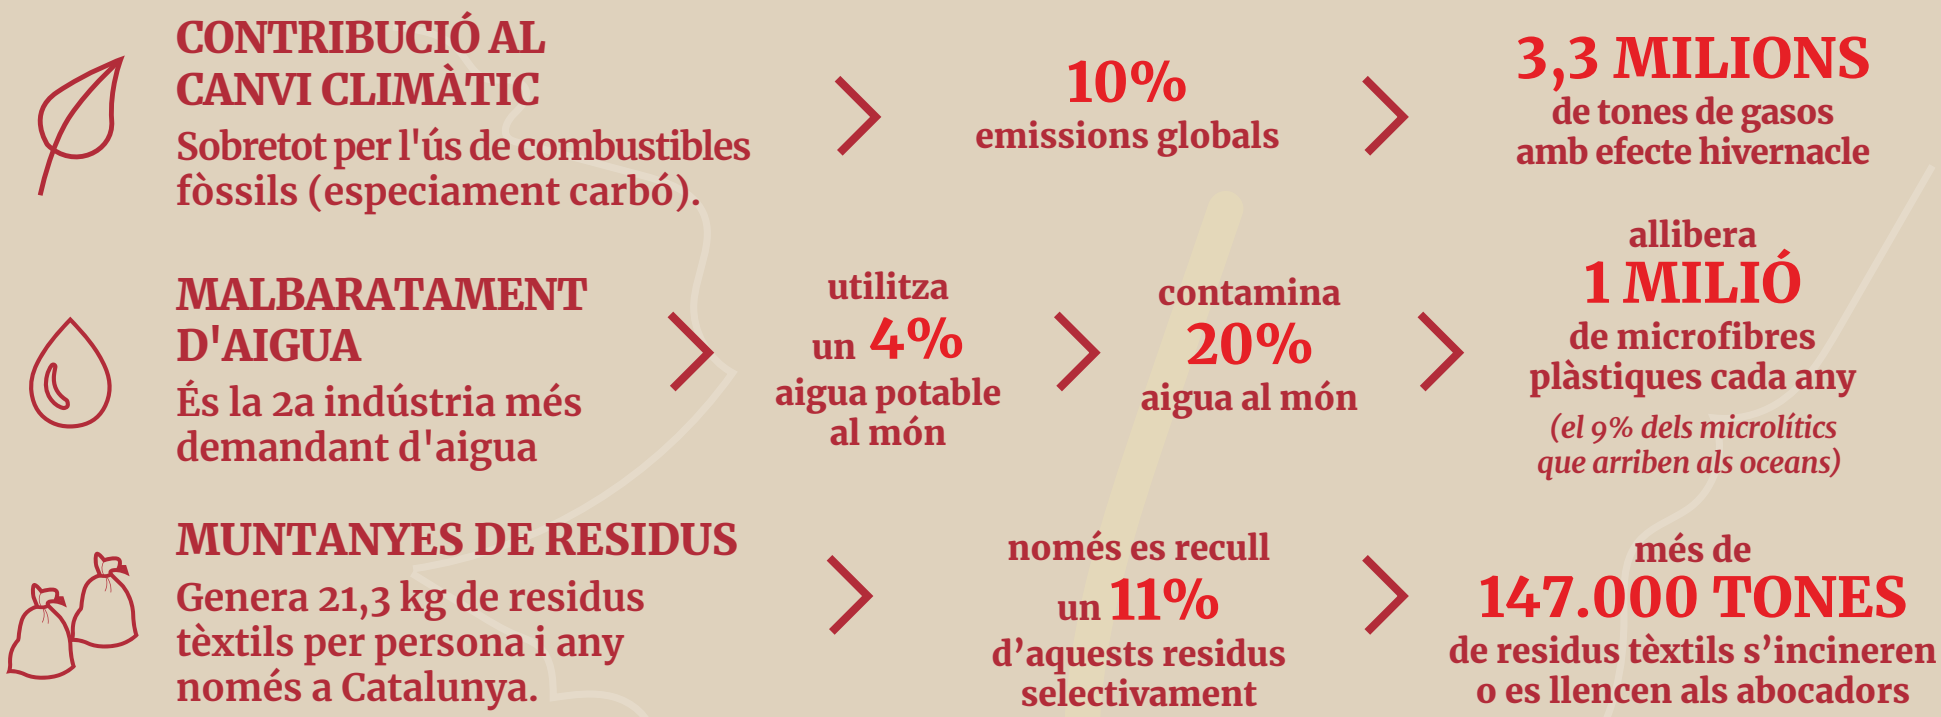 CONTRIBUCIÓ AL
CANVI CLIMÀTIC
Sobretot per l'ús de combustibles
fòssils (especiament carbó).
10%
emissions globals
3,3 MILIONS
de tones de gasos
amb efecte hivernacle
MALBARATAMENT
D'AIGUA
És la 2a indústria més
demandant d'aigua
utilitza
un 4%
aigua potable
al món
contamina
20%
aigua al món
allibera
1 MILIÓ
de microfibres
plàstiques cada any
(el 9% dels microlítics
que arriben als oceans)
MUNTANYES DE RESIDUS
Genera 21,3 kg de residus
tèxtils per persona i any
només a Catalunya.
només es recull
un 11%
d’aquests residus
selectivament
més de
147.000 TONES
de residus tèxtils s’incineren
o es llencen als abocadors